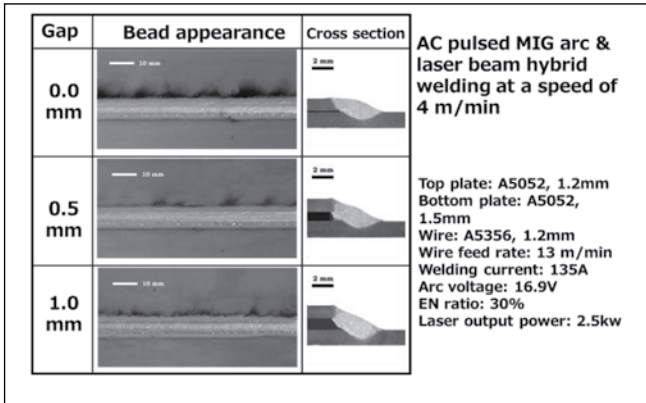 Gap
Bead appearance
Cross section
0.0
mm
10 mm
2 mm
0.5
mm
10 mm
2 mm
1.0
mm
10 mm
2 mm
AC pulsed MIG arc &
laser beam hybrid
welding at a speed of
4 m/min
Top plate: A5052, 1.2mm
Bottom plate: A5052,
1.5mm
Wire: A5356, 1.2mm
Wire feed rate: 13 m/min
Welding current: 135A
Arc voltage: 16.9V
EN ratio: 30%
Laser output power: 2.5kw